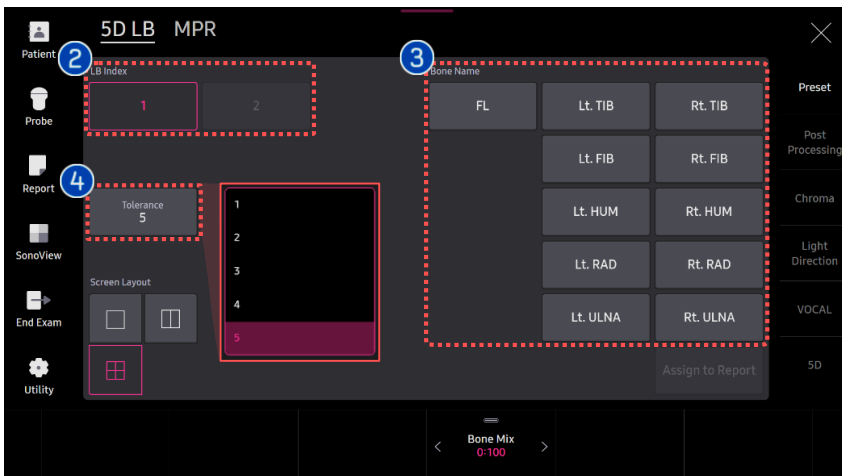 5D LB MPR
Patient
2
LB Index
1
2
3
Bone Name
FL
Lt. TIB
Rt. TIB
Lt. FIB
Rt. FIB
Lt. HUM
Rt. HUM
Lt. RAD
Rt. RAD
Lt. ULNA
Rt. ULNA
Assign to Report
Probe
Report
4
Tolerance
5
1
2
3
4
5
SonoView
Screen Layout
End Exam
Utility
Preset
Post
Processing
Chroma
Light
Direction
VOCAL
5D
Bone Mix
0:100